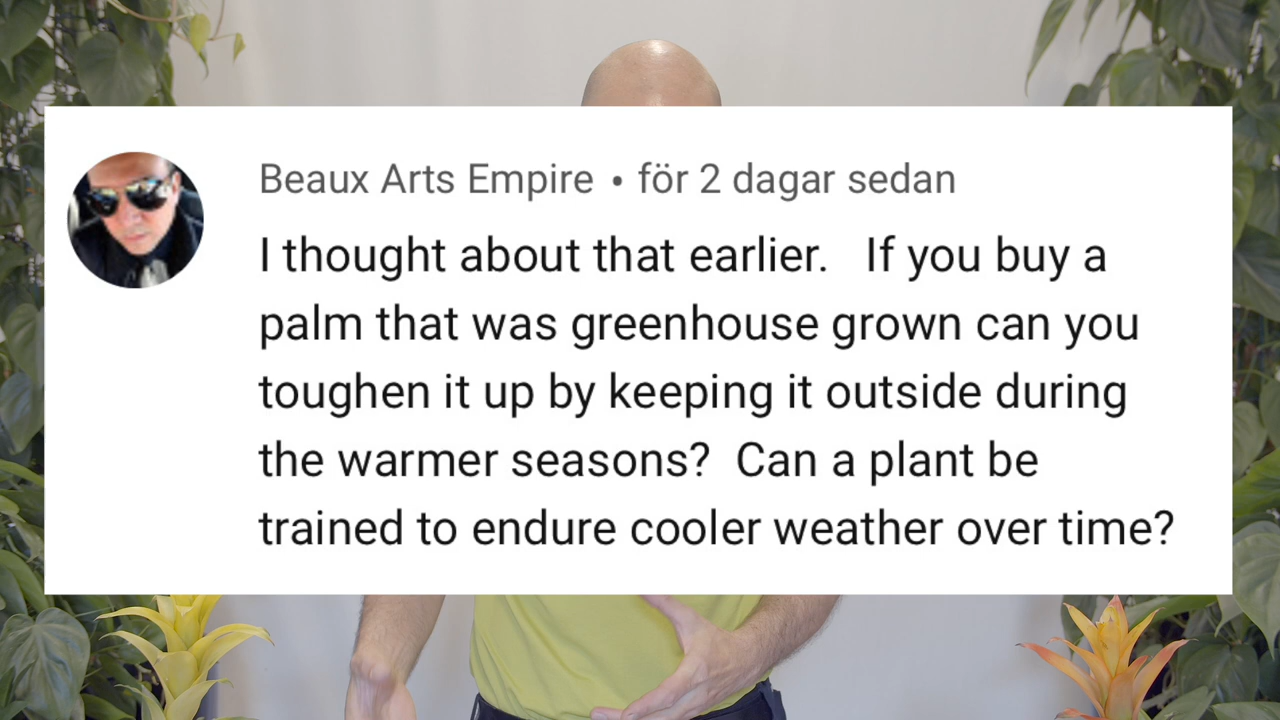 Beaux Arts Empire • för 2 dagar sedan
I thought about that earlier. If you buy a
palm that was greenhouse grown can you
toughen it up by keeping it outside during
the warmer seasons? Can a plant be
trained to endure cooler weather over time?